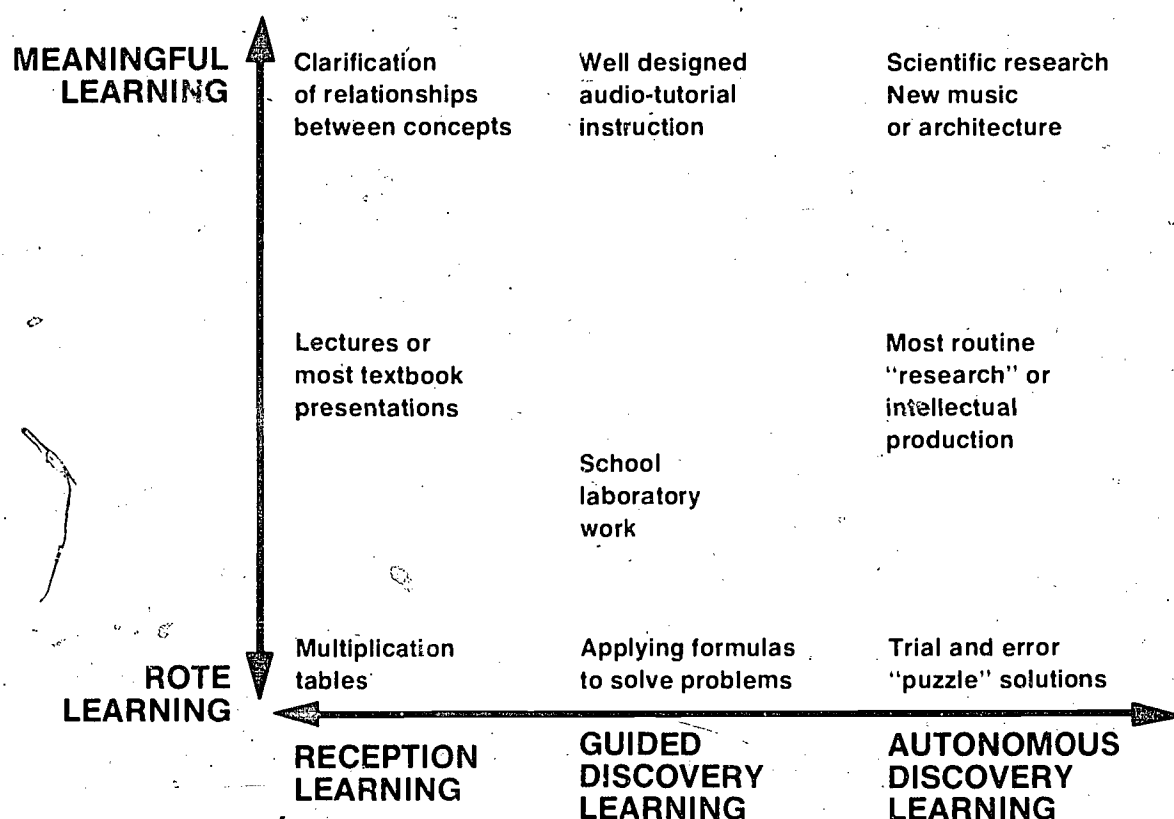 MEANINGFUL
LEARNING
Clarification
of relationships
between concepts
Well designed
audio-tutorial
instruction
Scientific research
New music
or architecture
Lectures or
most textbook
presentations
Most routine
"research" or
intellectual
production
School
laboratory
work
ROTE
LEARNING
Multiplication
tables
Applying formulas
to solve problems
Trial and error
"puzzle" solutions
RECEPTION
LEARNING
GUIDED
DISCOVERY
LEARNING
AUTONOMOUS
DISCOVERY
LEARNING